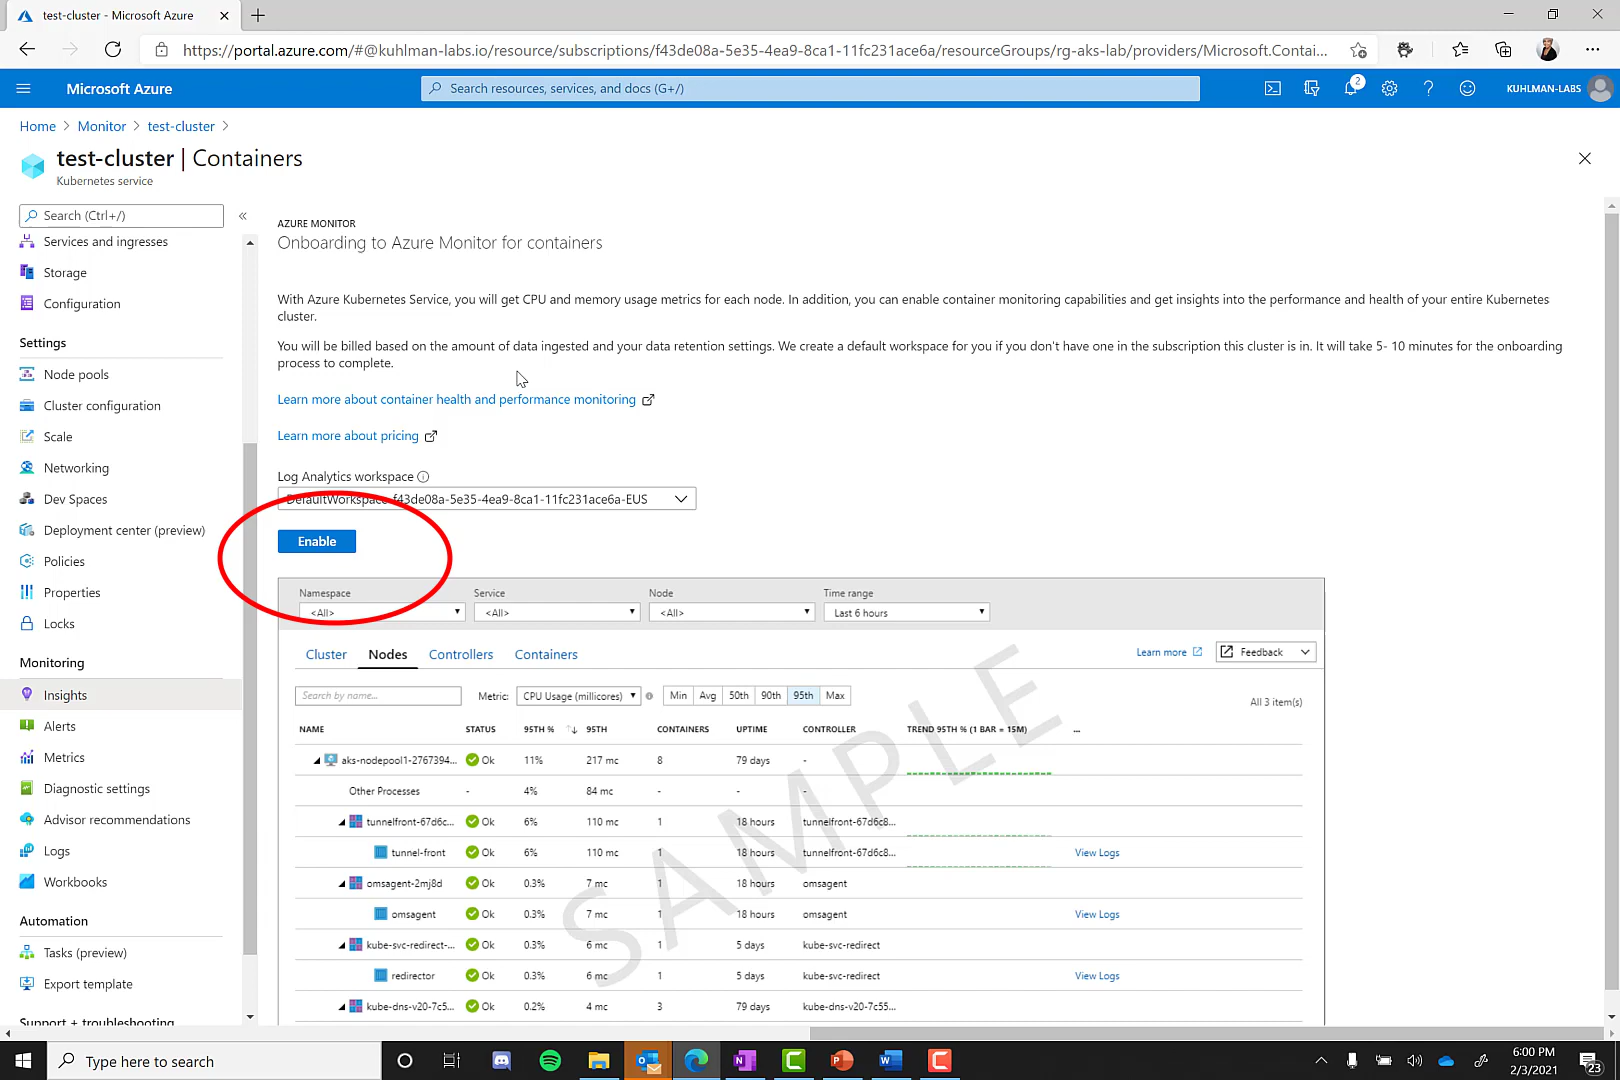 test-cluster - Microsoft Azure
https://portal.azure.com/#@kuhlman-labs.io/resource/subscriptions/f43de08a-5e35-4ea9-8ca1-11fc231ace6a/resourceGroups/rg-aks-lab/providers/Microsoft.Contai...
Microsoft Azure
Search resources, services, and docs (G+/)
2
KUHLMAN-LABS
Home > Monitor > test-cluster >
test-cluster | Containers
Kubernetes service
Search (Ctrl+/)
«
Services and ingresses
Storage
Configuration
Settings
Node pools
Cluster configuration
Scale
Networking
Dev Spaces
Deployment center (preview)
Policies
Properties
Locks
Monitoring
Insights
Alerts
Metrics
Diagnostic settings
Advisor recommendations
Logs
Workbooks
Automation
Tasks (preview)
Export template
Support + troubleshooting
AZURE MONITOR
Onboarding to Azure Monitor for containers
With Azure Kubernetes Service, you will get CPU and memory usage metrics for each node. In addition, you can enable container monitoring capabilities and get insights into the performance and health of your entire Kubernetes
cluster.
You will be billed based on the amount of data ingested and your data retention settings. We create a default workspace for you if you don't have one in the subscription this cluster is in. It will take 5- 10 minutes for the onboarding
process to complete.
Learn more about container health and performance monitoring
Learn more about pricing
Log Analytics workspace
DefaultWorkspace-f43de08a-5e35-4ea9-8ca1-11fc231ace6a-EUS
Enable
Namespace Service Node Time range
<All> <All> <All> Last 6 hours
Cluster Nodes Controllers Containers Learn more Feedback
Search by name... Metric: CPU Usage (millicores) Min Avg 50th 90th 95th Max All 3 item(s)
NAME STATUS 95TH % 95TH CONTAINERS UPTIME CONTROLLER TREND 95TH % (1 BAR = 15M) ...
aks-nodepool1-2767394... Ok 11% 217 mc 8 79 days -
Other Processes - 4% 84 mc - - -
tunnelfront-67d6c... Ok 6% 110 mc 1 18 hours tunnelfront-67d6c8...
tunnel-front Ok 6% 110 mc 1 18 hours tunnelfront-67d6c8... View Logs
omsagent-2mj8d Ok 0.3% 7 mc 1 18 hours omsagent
omsagent Ok 0.3% 7 mc 1 18 hours omsagent View Logs
kube-svc-redirect-... Ok 0.3% 6 mc 1 5 days kube-svc-redirect
redirector Ok 0.3% 6 mc 1 5 days kube-svc-redirect View Logs
kube-dns-v20-7c5... Ok 0.2% 4 mc 3 79 days kube-dns-v20-7c55...
SAMPLE
Type here to search
6:00 PM
2/3/2021
23